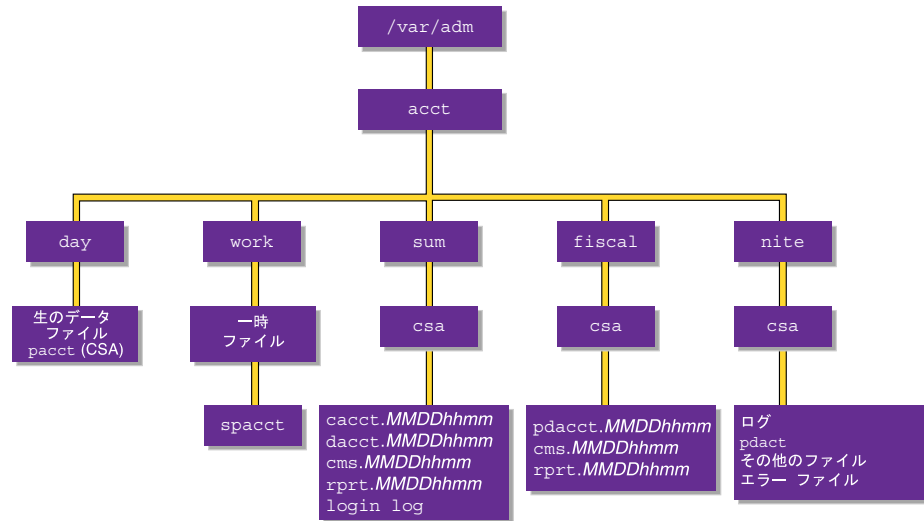 /var/adm
acct
day
work
sum
fiscal
nite
生のデータ
ファイル
pacct (CSA)
一時
ファイル
csa
csa
csa
spacct
cacct.MMDDhhmm
dacct.MMDDhhmm
cms.MMDDhhmm
rprt.MMDDhhmm
login log
pdacct.MMDDhhmm
cms.MMDDhhmm
rprt.MMDDhhmm
ログ
pdact
その他のファイル
エラー ファイル